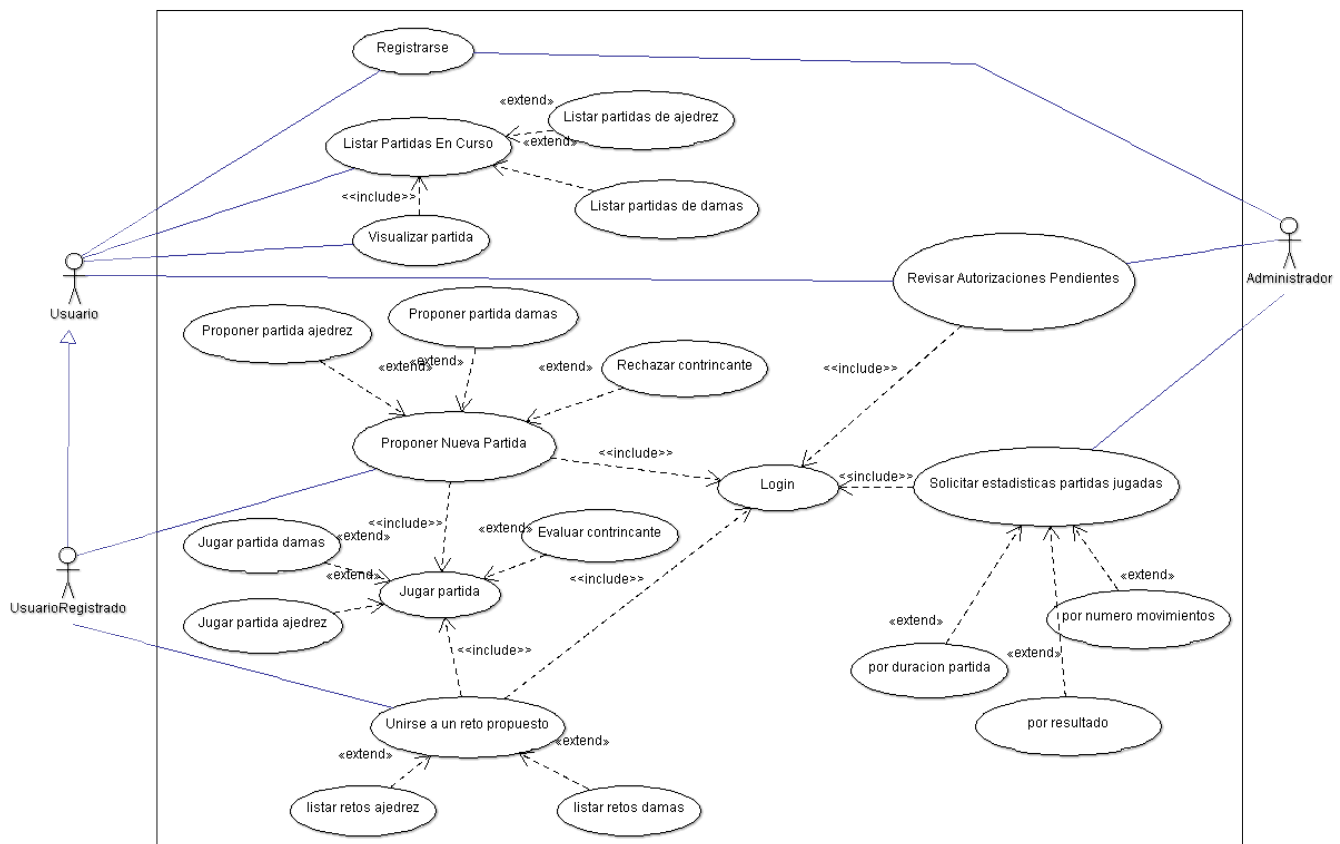 Registrarse
«extend»
Listar partidas de ajedrez
Listar Partidas En Curso
«extend»
<<include>>
Listar partidas de damas
Visualizar partida
Usuario
Revisar Autorizaciones Pendientes
Administrador
Proponer partida ajedrez
Proponer partida damas
«extend»
«extend»
«extend»
Rechazar contrincante
<<include>>
Proponer Nueva Partida
<<include>>
Login
<<include>>
Solicitar estadisticas partidas jugadas
<<include>>
Jugar partida damas
«extend»
«extend»
Evaluar contrincante
«extend»
Jugar partida
<<include>>
UsuarioRegistrado
Jugar partida ajedrez
<<include>>
«extend»
por numero movimientos
«extend»
«extend»
por duracion partida
Unirse a un reto propuesto
por resultado
«extend»
«extend»
listar retos ajedrez
listar retos damas